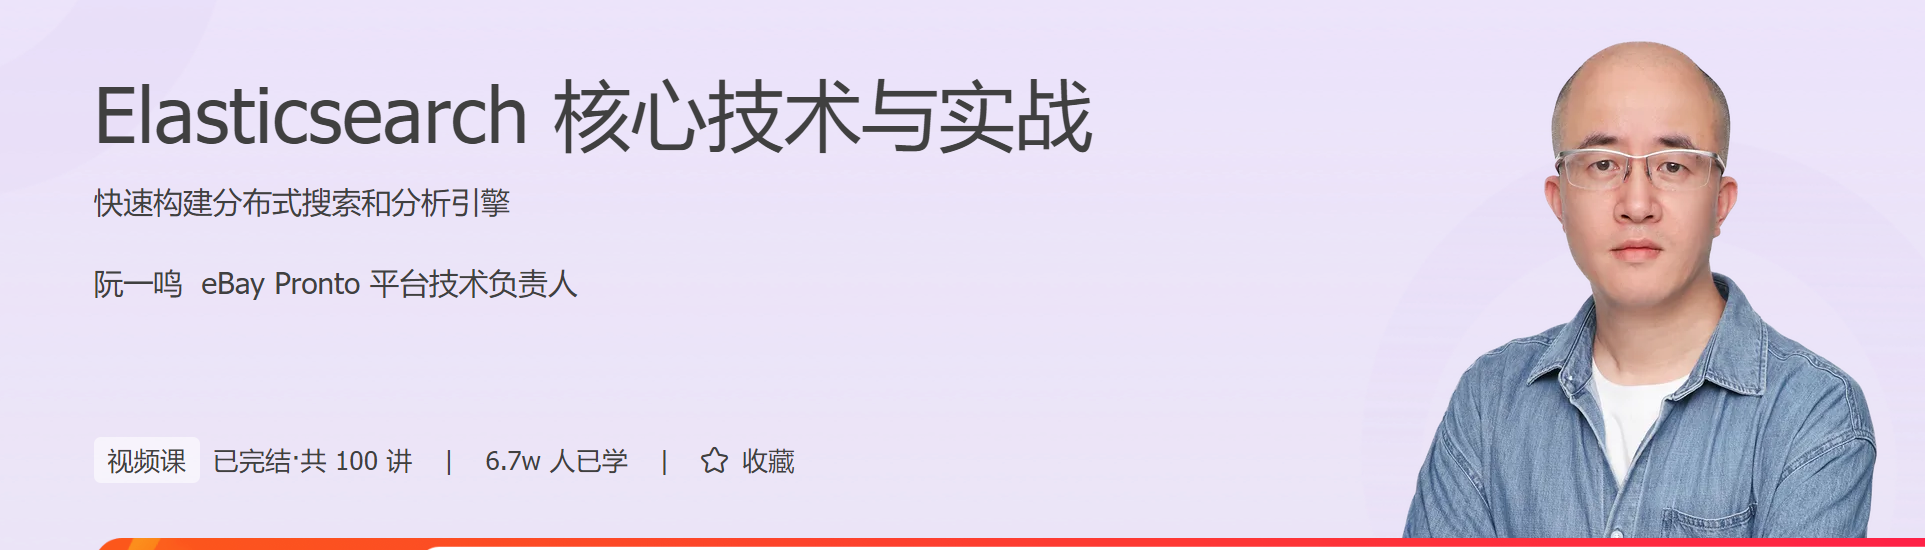 Elasticsearch 核心技术与实战
快速构建分布式搜索和分析引擎
阮一鸣 eBay Pronto 平台技术负责人
视频课 已完结·共 100 讲 | 6.7w 人已学 | 收藏